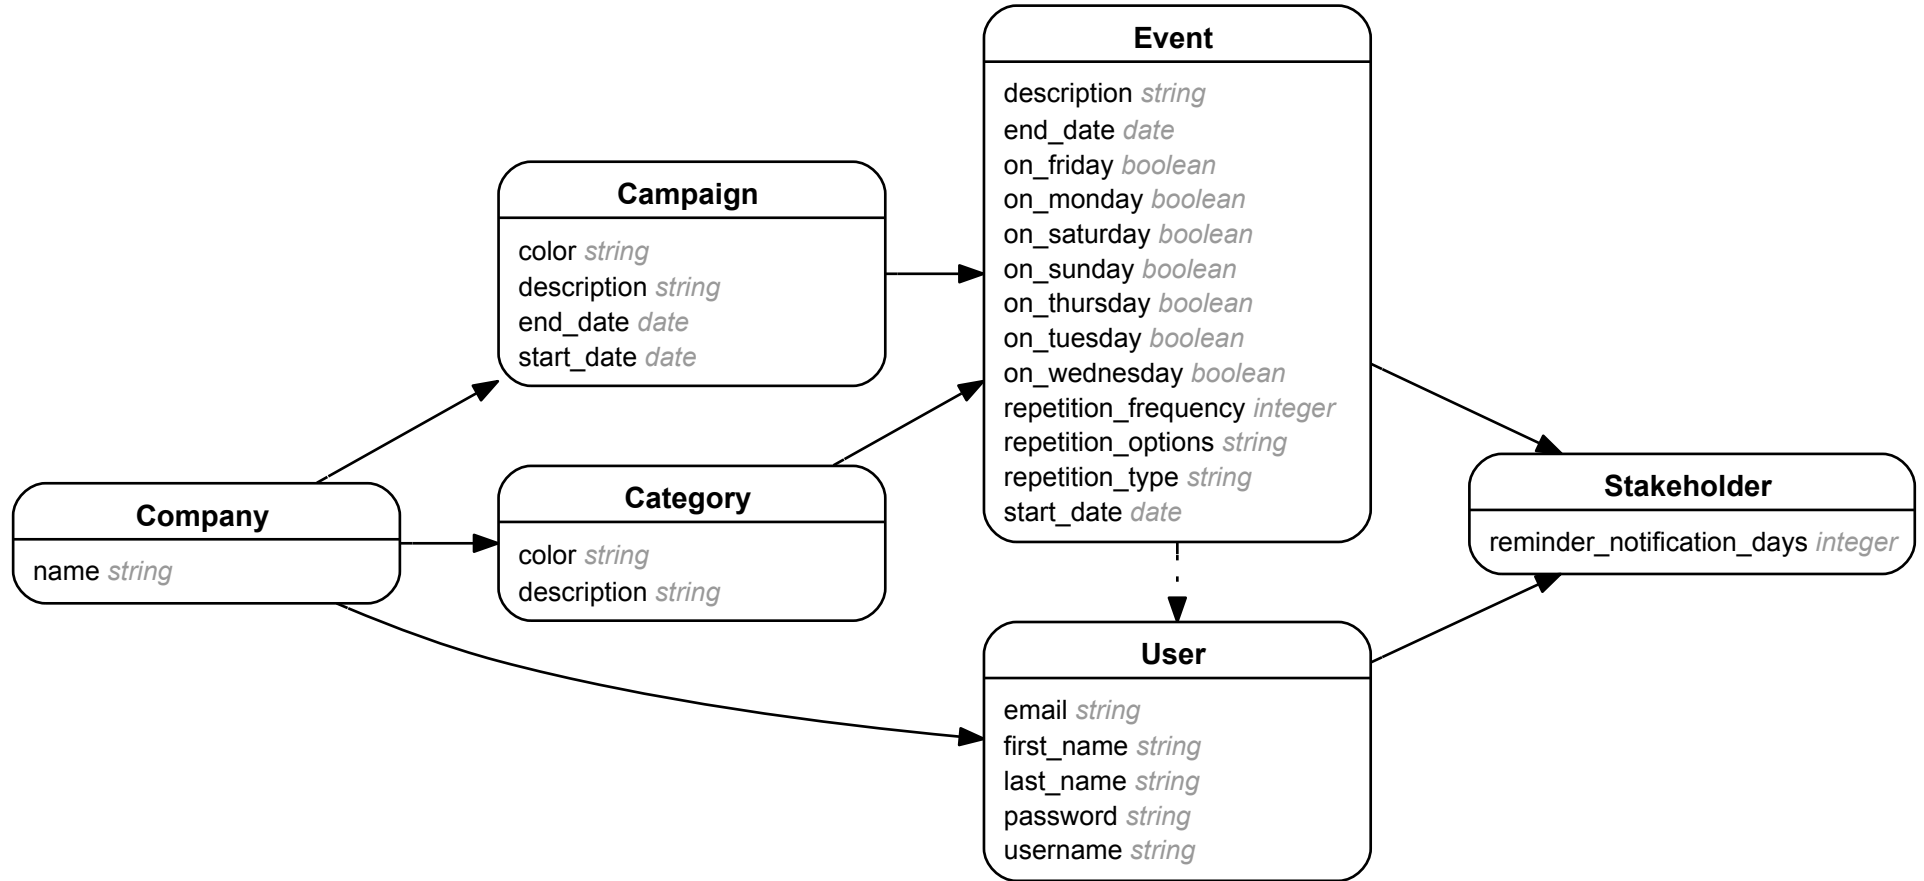 Event
description string
end_date date
on_friday boolean
on_monday boolean
on_saturday boolean
on_sunday boolean
on_thursday boolean
on_tuesday boolean
on_wednesday boolean
repetition_frequency integer
repetition_options string
repetition_type string
start_date date
Campaign
color string
description string
end_date date
start_date date
Company
name string
Category
color string
description string
Stakeholder
reminder_notification_days integer
User
email string
first_name string
last_name string
password string
username string